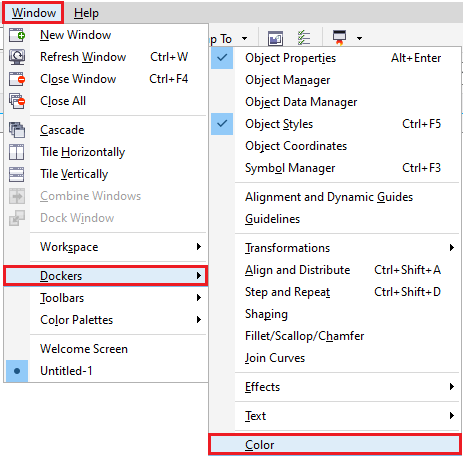 Window Help
New Window
Refresh Window Ctrl+W
Close Window Ctrl+F4
Close All
Cascade
Tile Horizontally
Tile Vertically
Combine Windows
Dock Window
Workspace
Dockers
Toolbars
Color Palettes
Welcome Screen
Untitled-1
To
Object Properties Alt+Enter
Object Manager
Object Data Manager
Object Styles Ctrl+F5
Object Coordinates
Symbol Manager Ctrl+F3
Alignment and Dynamic Guides
Guidelines
Transformations
Align and Distribute Ctrl+Shift+A
Step and Repeat Ctrl+Shift+D
Shaping
Fillet/Scallop/Chamfer
Join Curves
Effects
Text
Color